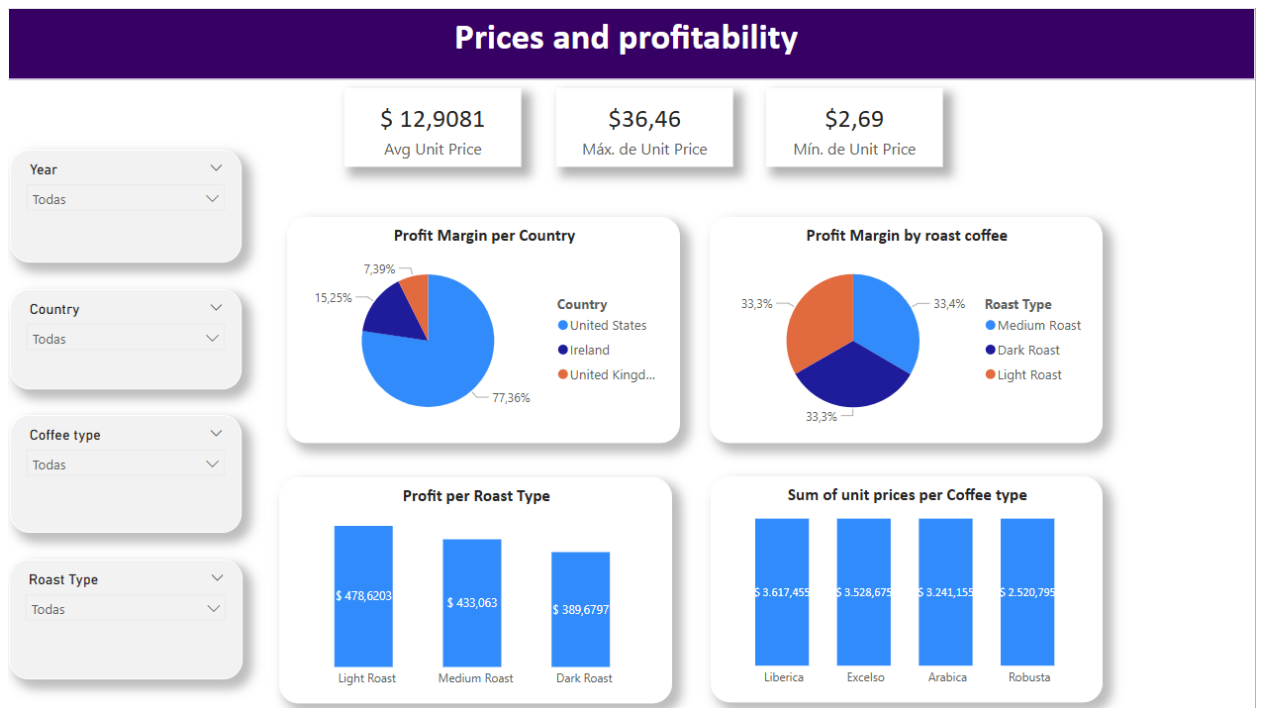 Prices and profitability
$ 12,9081
Avg Unit Price
$36,46
Máx. de Unit Price
$2,69
Mín. de Unit Price
Year
Todas
Country
Todas
Coffee type
Todas
Roast Type
Todas
Profit Margin per Country
7,39%
15,25%
77,36%
Country
United States
Ireland
United Kingd...
Profit Margin by roast coffee
33,3%
33,4%
33,3%
Roast Type
Medium Roast
Dark Roast
Light Roast
Profit per Roast Type
$ 478,6203
$ 433,063
$ 389,6797
Light Roast
Medium Roast
Dark Roast
Sum of unit prices per Coffee type
$ 3.617,455
$ 3.528,675
$ 3.241,155
$ 2.520,795
Liberica
Excelso
Arabica
Robusta